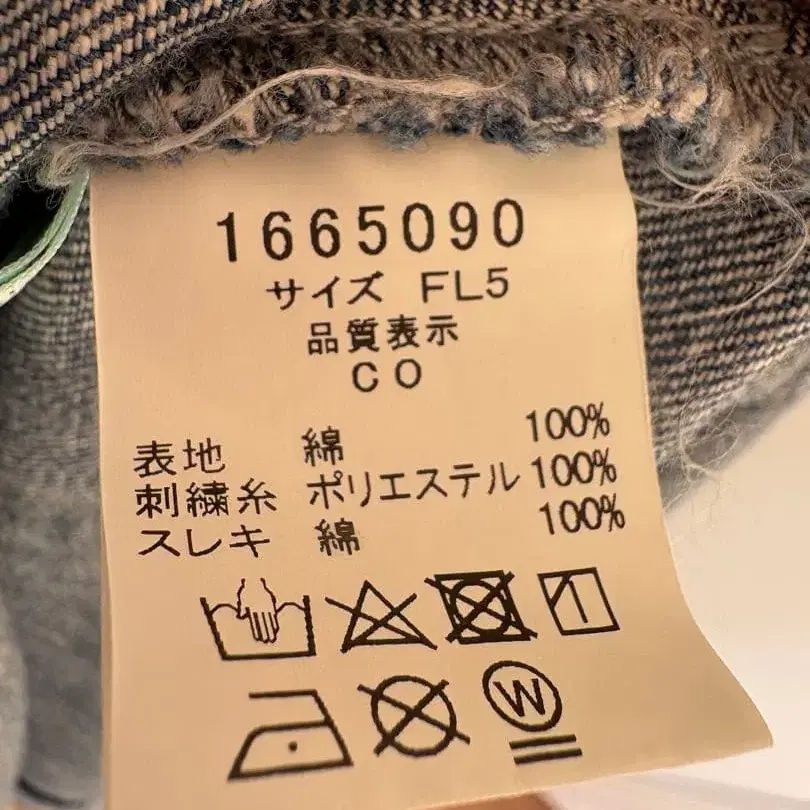 1665090
サイズ FL5
品質表示
CO
表地 綿 100%
刺繍糸 ポリエステル 100%
スレキ 綿 100%
W